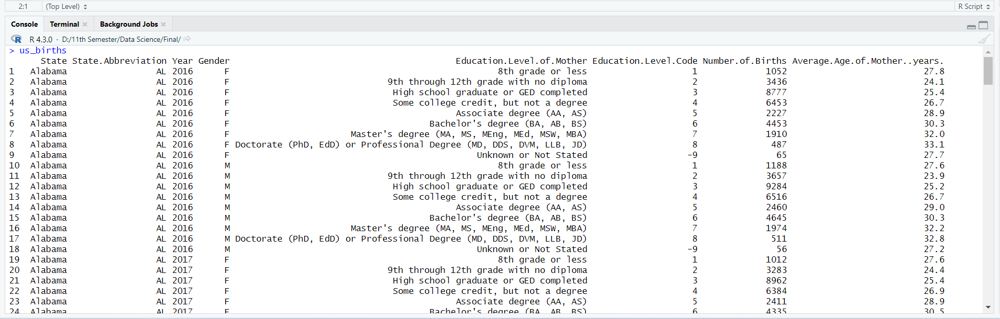 2:1 (Top Level) R Script
Console Terminal Background Jobs
R R 4.3.0 · D:/11th Semester/Data Science/Final/
> us_births
State State.Abbreviation Year Gender Education.Level.of.Mother Education.Level.Code Number.of.Births Average.Age.of.Mother..years.
1 Alabama AL 2016 F 8th grade or less 1 1052 27.8
2 Alabama AL 2016 F 9th through 12th grade with no diploma 2 3436 24.1
3 Alabama AL 2016 F High school graduate or GED completed 3 8777 25.4
4 Alabama AL 2016 F Some college credit, but not a degree 4 6453 26.7
5 Alabama AL 2016 F Associate degree (AA, AS) 5 2227 28.9
6 Alabama AL 2016 F Bachelor's degree (BA, AB, BS) 6 4453 30.3
7 Alabama AL 2016 F Master's degree (MA, MS, MEng, MEd, MSW, MBA) 7 1910 32.0
8 Alabama AL 2016 F Doctorate (PhD, EdD) or Professional Degree (MD, DDS, DVM, LLB, JD) 8 487 33.1
9 Alabama AL 2016 F Unknown or Not Stated -9 65 27.7
10 Alabama AL 2016 M 8th grade or less 1 1188 27.6
11 Alabama AL 2016 M 9th through 12th grade with no diploma 2 3657 23.9
12 Alabama AL 2016 M High school graduate or GED completed 3 9284 25.2
13 Alabama AL 2016 M Some college credit, but not a degree 4 6516 26.7
14 Alabama AL 2016 M Associate degree (AA, AS) 5 2460 29.0
15 Alabama AL 2016 M Bachelor's degree (BA, AB, BS) 6 4645 30.3
16 Alabama AL 2016 M Master's degree (MA, MS, MEng, MEd, MSW, MBA) 7 1974 32.2
17 Alabama AL 2016 M Doctorate (PhD, EdD) or Professional Degree (MD, DDS, DVM, LLB, JD) 8 511 32.8
18 Alabama AL 2016 M Unknown or Not Stated -9 56 27.2
19 Alabama AL 2017 F 8th grade or less 1 1012 27.6
20 Alabama AL 2017 F 9th through 12th grade with no diploma 2 3283 24.4
21 Alabama AL 2017 F High school graduate or GED completed 3 8962 25.4
22 Alabama AL 2017 F Some college credit, but not a degree 4 6384 26.9
23 Alabama AL 2017 F Associate degree (AA, AS) 5 2411 28.9
24 Alabama AL 2017 F Bachelor's degree (BA, AB, BS) 6 4335 30.5